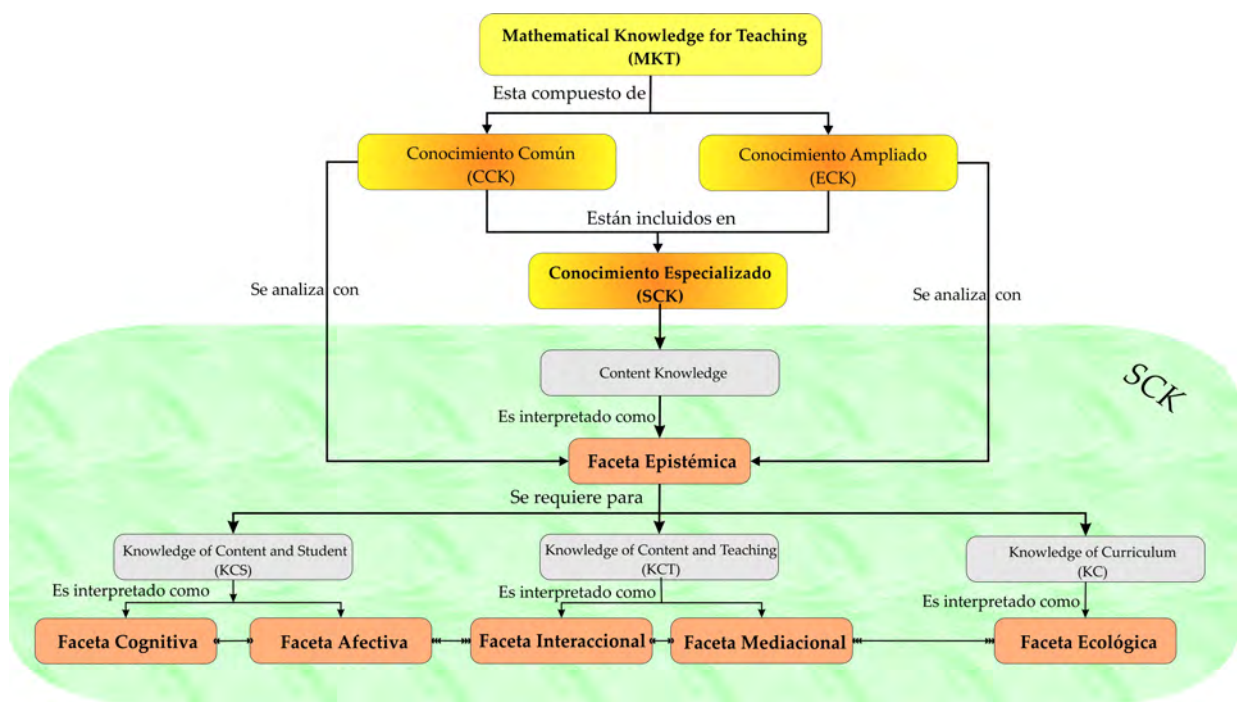 Mathematical Knowledge for Teaching
(MKT)
Esta compuesto de
Conocimiento Común
(CCK)
Conocimiento Ampliado
(ECK)
Están incluidos en
Conocimiento Especializado
(SCK)
Se analiza con
Se analiza con
Content Knowledge
SCK
Es interpretado como
Faceta Epistémica
Se requiere para
Knowledge of Content and Student
(KCS)
Knowledge of Content and Teaching
(KCT)
Knowledge of Curriculum
(KC)
Es interpretado como
Es interpretado como
Es interpretado como
Faceta Cognitiva
Faceta Afectiva
Faceta Interaccional
Faceta Mediacional
Faceta Ecológica